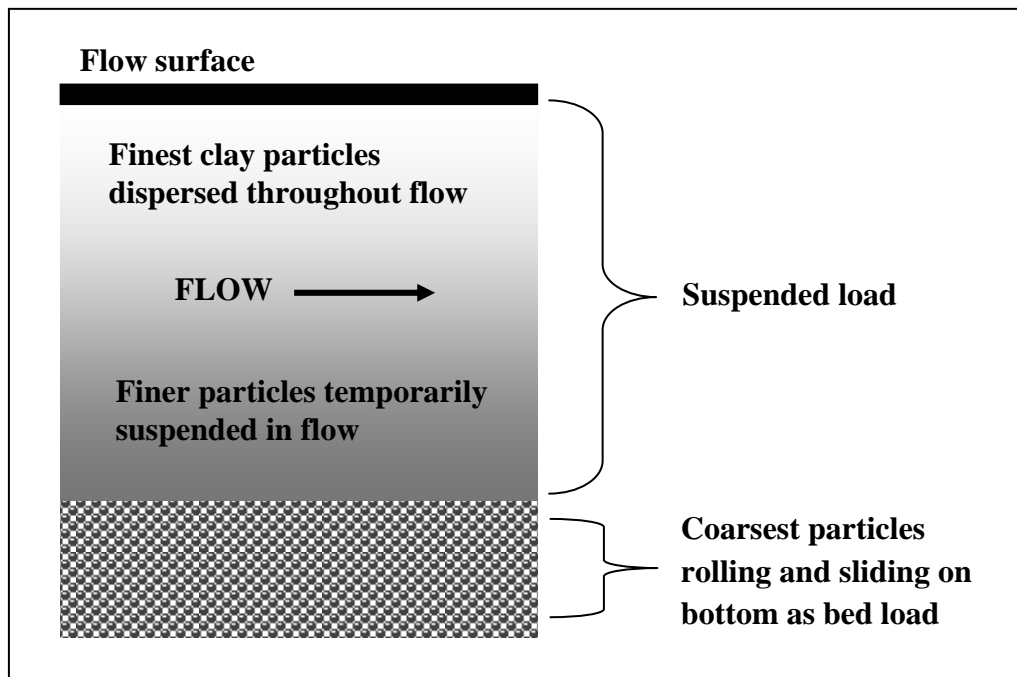 Flow surface
Finest clay particles
dispersed throughout flow
FLOW
Suspended load
Finer particles temporarily
suspended in flow
Coarsest particles
rolling and sliding on
bottom as bed load